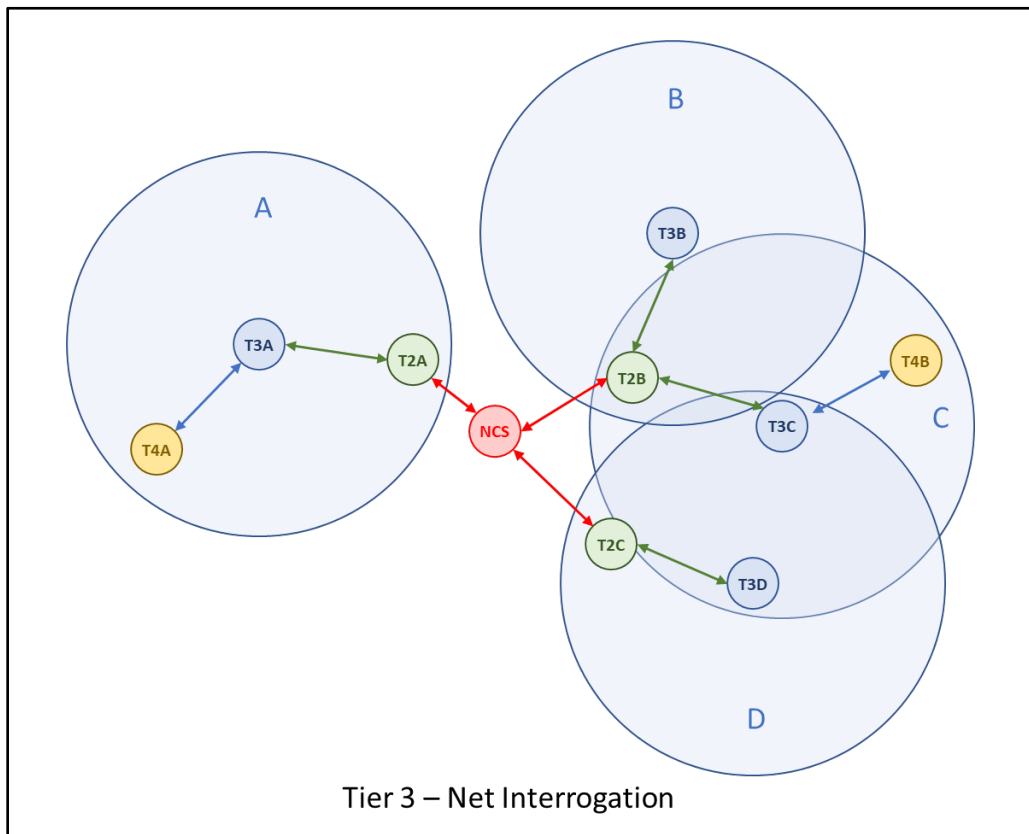 B
A
T3B
T3A
T2A
T4B
T2B
C
T3C
NCS
T4A
T2C
T3D
D
Tier 3 – Net Interrogation